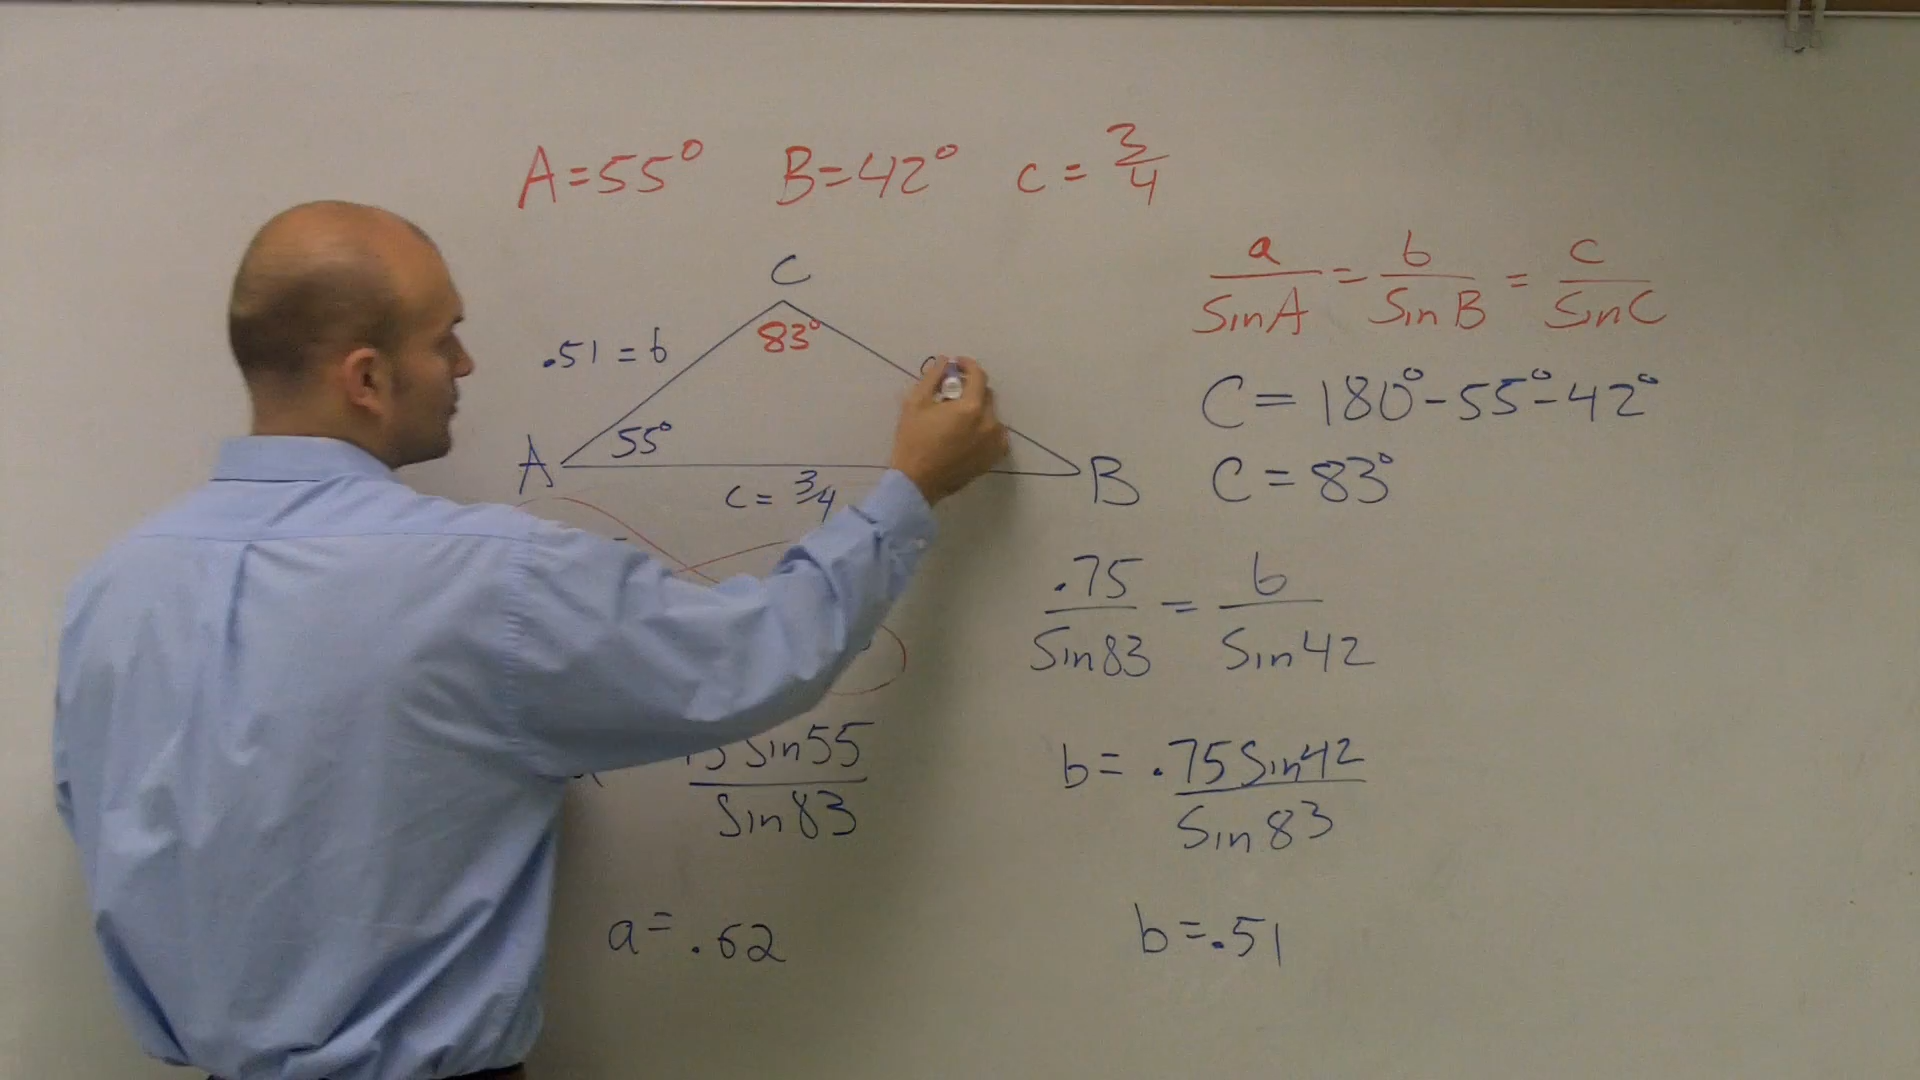 A=55° B=42° c=3/4
a/SinA = b/SinB = c/SinC
C
83°
.51 = b
C = 180°-55°-42°
A 55°
C = 83°
B
c = 3/4
.75/Sin83 = b/Sin42
Sin55/Sin83
b = .75Sin42/Sin83
a = .62
b = .51